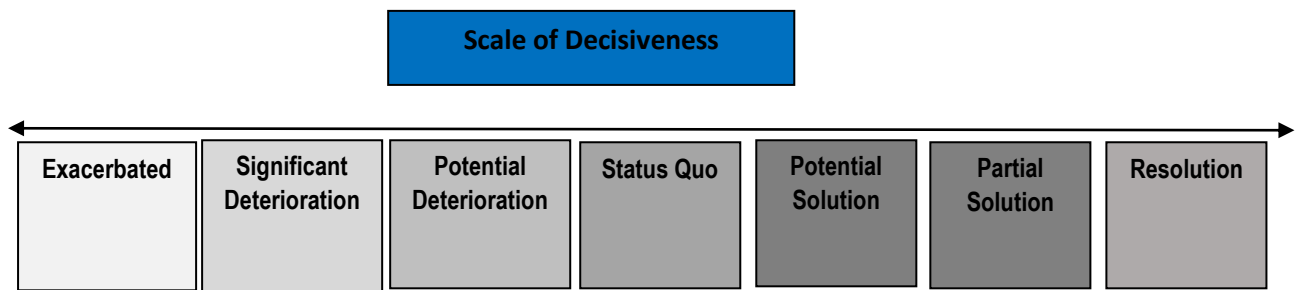 Scale of Decisiveness
Exacerbated
Significant
Deterioration
Potential
Deterioration
Status Quo
Potential
Solution
Partial
Solution
Resolution